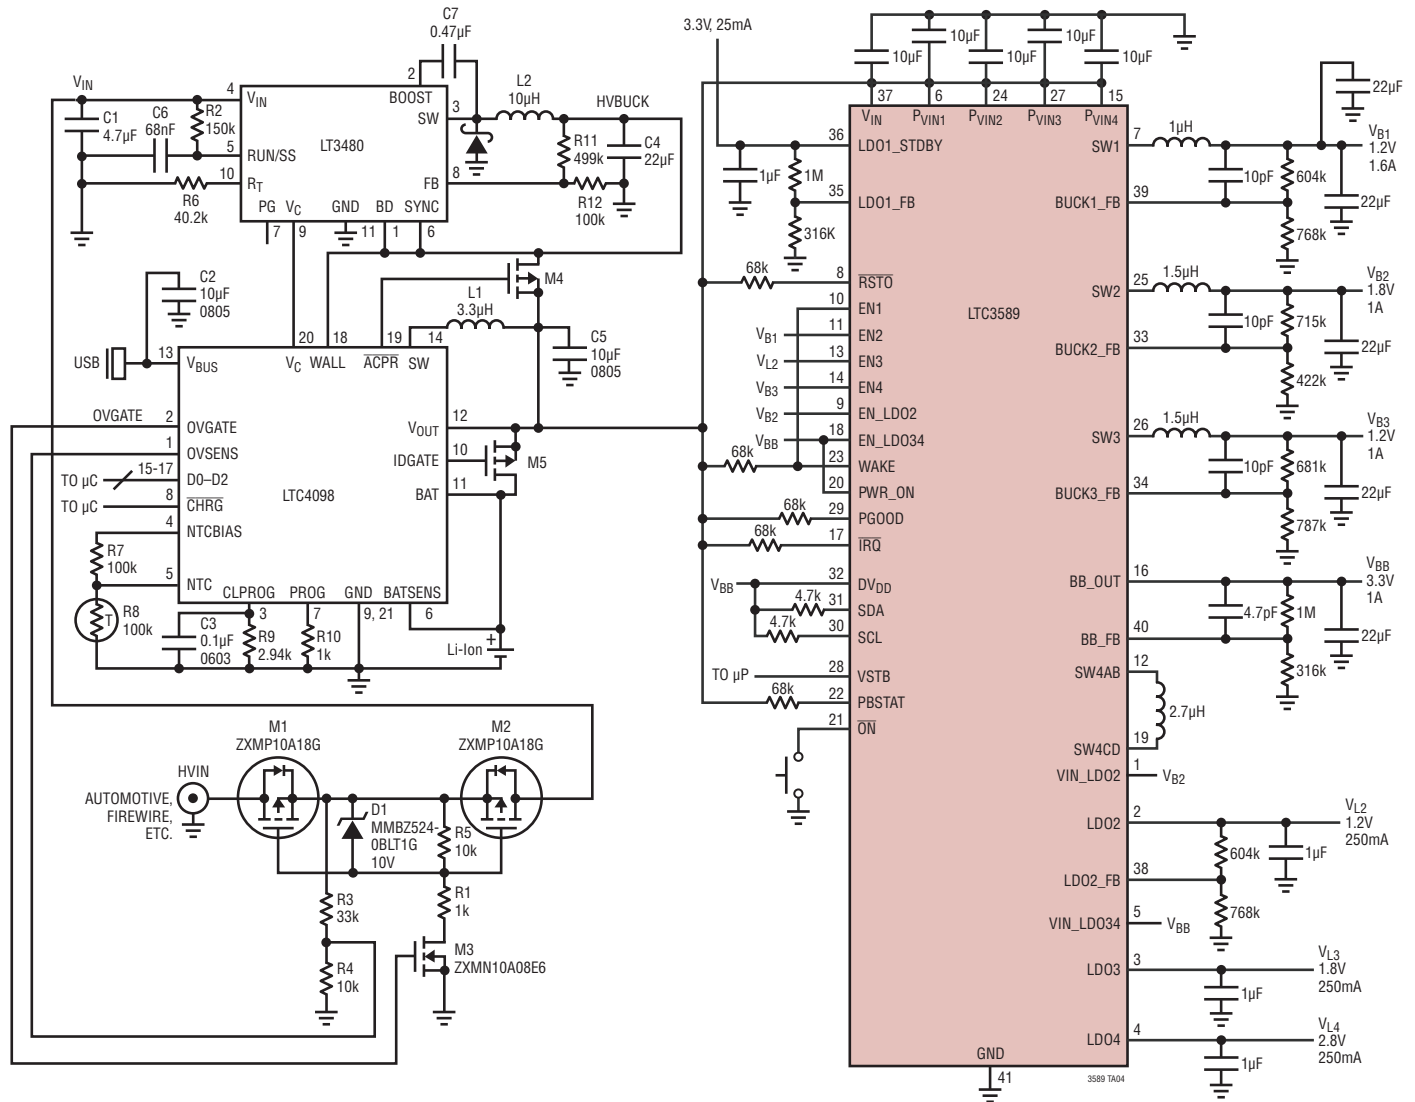 C7
0.47µF
VIN
C1
4.7µF
C6
68nF
R2
150k
4
VIN
2
BOOST
3
SW
L2
10µH
HVBUCK
LT3480
5
RUN/SS
10
RT
R6
40.2k
8
FB
R11
499k
C4
22µF
R12
100k
PG
VC
GND
BD
SYNC
7
9
11
1
6
C2
10µF
0805
M4
L1
3.3µH
C5
10µF
0805
20
18
19
14
USB
13
VBUS
VC
WALL
ACPR
SW
OVGATE
2
OVGATE
1
OVSENS
TO µC
15-17
D0–D2
TO µC
8
CHRG
4
NTCBIAS
5
NTC
LTC4098
12
VOUT
10
IDGATE
M5
11
BAT
R7
100k
T
R8
100k
CLPROG
PROG
GND
BATSENS
3
7
9, 21
6
C3
0.1µF
0603
R9
2.94k
R10
1k
Li-Ion
+
M1
ZXMP10A18G
M2
ZXMP10A18G
HVIN
AUTOMOTIVE,
FIREWIRE,
ETC.
D1
MMBZ524-
0BLT1G
10V
R5
10k
R3
33k
R1
1k
R4
10k
M3
ZXMN10A08E6
3.3V, 25mA
10µF
10µF
10µF
10µF
10µF
37
6
24
27
15
VIN
PVIN1
PVIN2
PVIN3
PVIN4
LTC3589
36
LDO1_STDBY
1µF
1M
35
LDO1_FB
316K
68k
8
RSTO
10
EN1
VB1
11
EN2
VL2
13
EN3
VB3
14
EN4
VB2
9
EN_LDO2
VBB
18
EN_LDO34
68k
23
WAKE
20
PWR_ON
68k
29
PGOOD
68k
17
IRQ
VBB
32
DVDD
4.7k
31
SDA
4.7k
30
SCL
TO µP
28
VSTB
68k
22
PBSTAT
21
ON
7
SW1
1µH
22µF
VB1
1.2V
1.6A
10pF
604k
22µF
39
BUCK1_FB
768k
25
SW2
1.5µH
VB2
1.8V
1A
10pF
715k
22µF
33
BUCK2_FB
422k
26
SW3
1.5µH
VB3
1.2V
1A
10pF
681k
22µF
34
BUCK3_FB
787k
16
BB_OUT
VBB
3.3V
1A
4.7pF
1M
22µF
40
BB_FB
316k
12
SW4AB
2.7µH
19
SW4CD
1
VIN_LDO2
VB2
2
LDO2
VL2
1.2V
250mA
604k
1µF
38
LDO2_FB
768k
5
VIN_LDO34
VBB
3
LDO3
VL3
1.8V
250mA
1µF
4
LDO4
VL4
2.8V
250mA
1µF
GND
41
3589 TA04